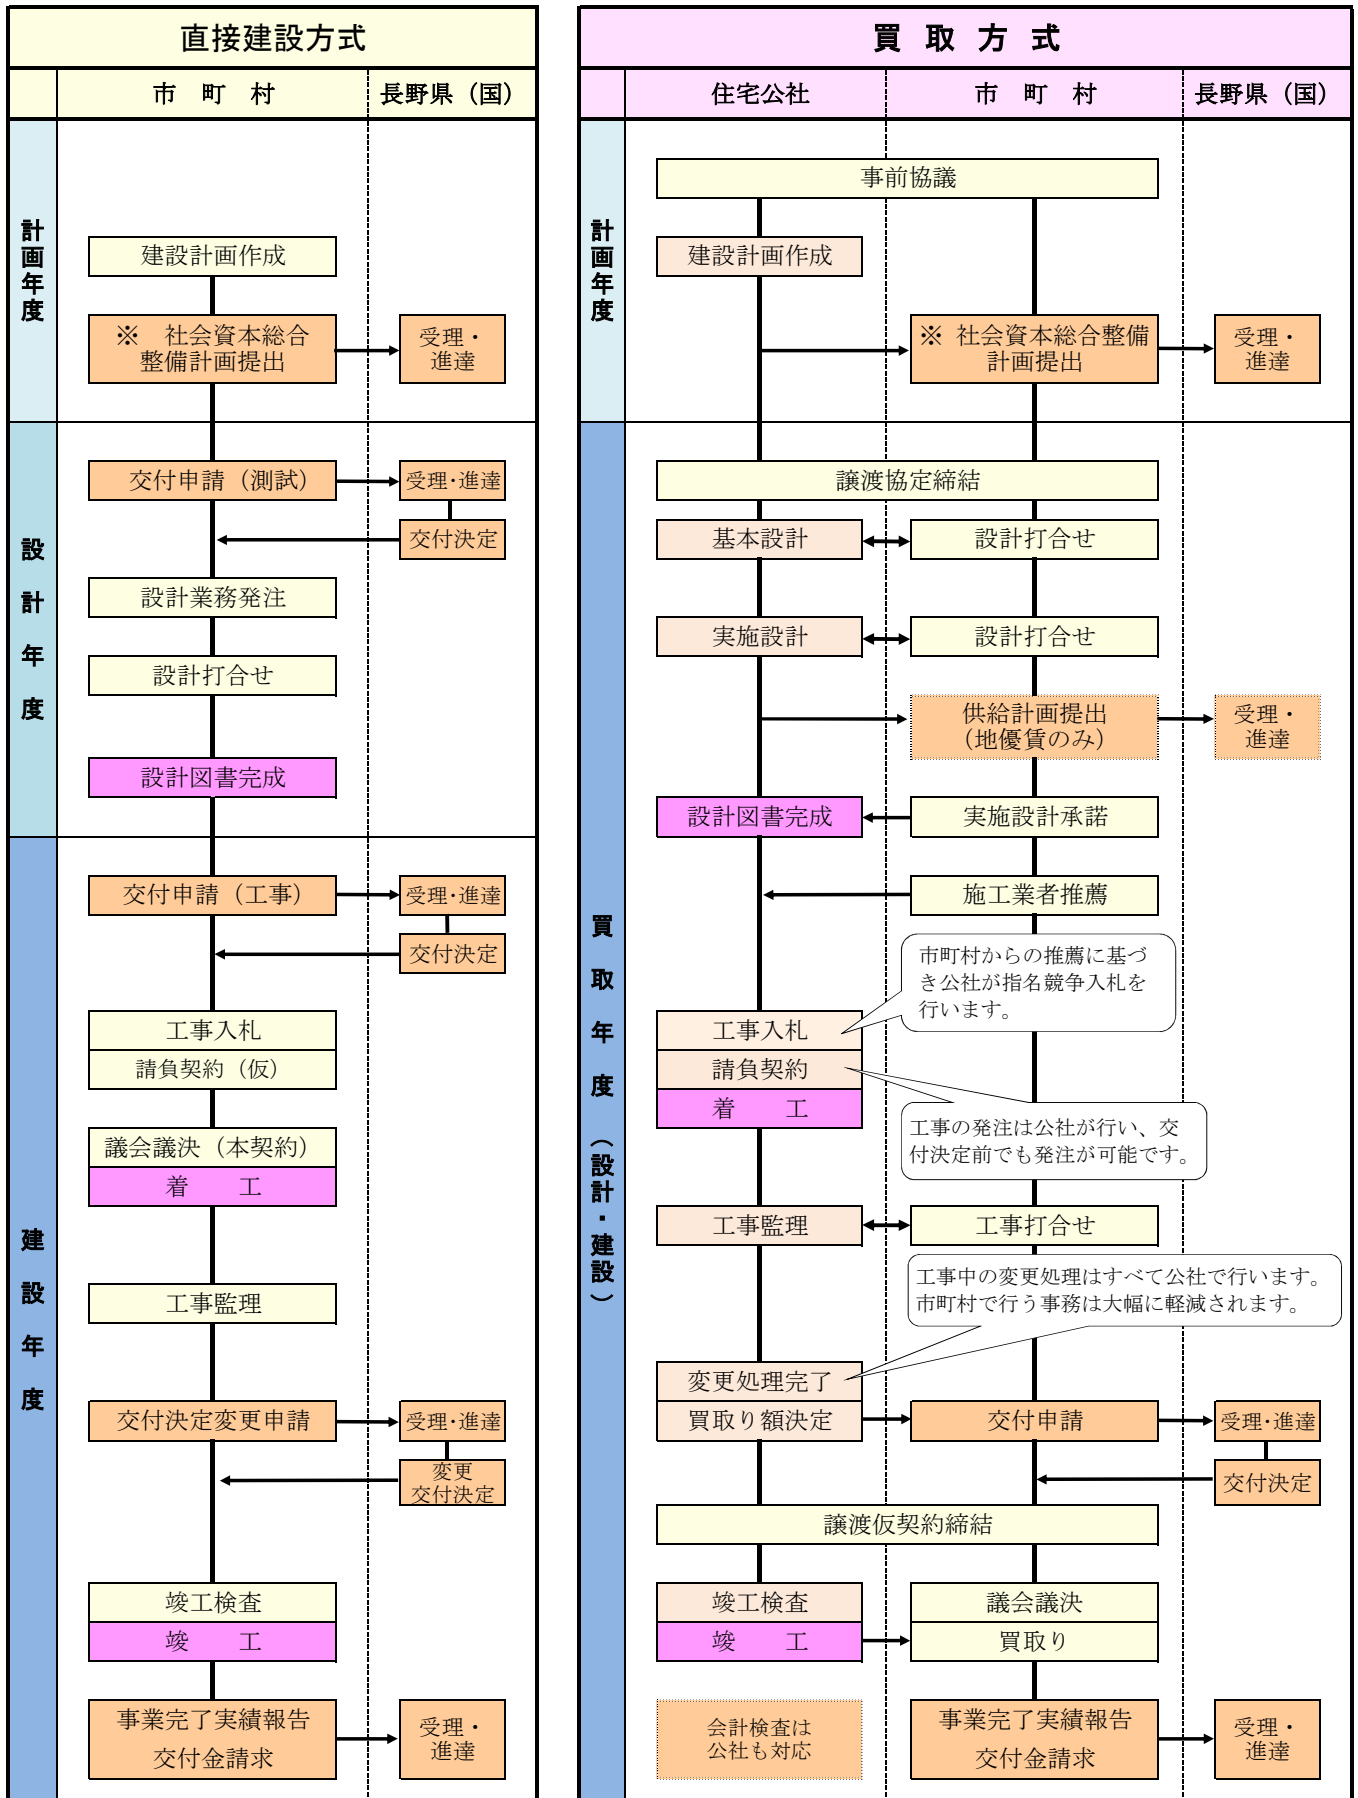 直接建設方式
市　町　村
長野県（国）
計画年度
建設計画作成
※　社会資本総合
整備計画提出
受理・
進達
設計年度
交付申請（測試）
受理・進達
交付決定
設計業務発注
設計打合せ
設計図書完成
建設年度
交付申請（工事）
受理・進達
交付決定
工事入札
請負契約（仮）
議会議決（本契約）
着　　工
工事監理
交付決定変更申請
受理・進達
変更
交付決定
竣工検査
竣　　工
事業完了実績報告
交付金請求
受理・
進達
買　取　方　式
住宅公社
市　町　村
長野県（国）
計画年度
事前協議
建設計画作成
※ 社会資本総合整備
計画提出
受理・
進達
買取年度（設計・建設）
譲渡協定締結
基本設計
設計打合せ
実施設計
設計打合せ
供給計画提出
（地優賃のみ）
受理・
進達
設計図書完成
実施設計承諾
施工業者推薦
市町村からの推薦に基づ
き公社が指名競争入札を
行います。
工事入札
請負契約
着　　工
工事の発注は公社が行い、交
付決定前でも発注が可能です。
工事監理
工事打合せ
工事中の変更処理はすべて公社で行います。
市町村で行う事務は大幅に軽減されます。
変更処理完了
買取り額決定
交付申請
受理・進達
交付決定
譲渡仮契約締結
竣工検査
竣　　工
議会議決
買取り
会計検査は
公社も対応
事業完了実績報告
交付金請求
受理・
進達